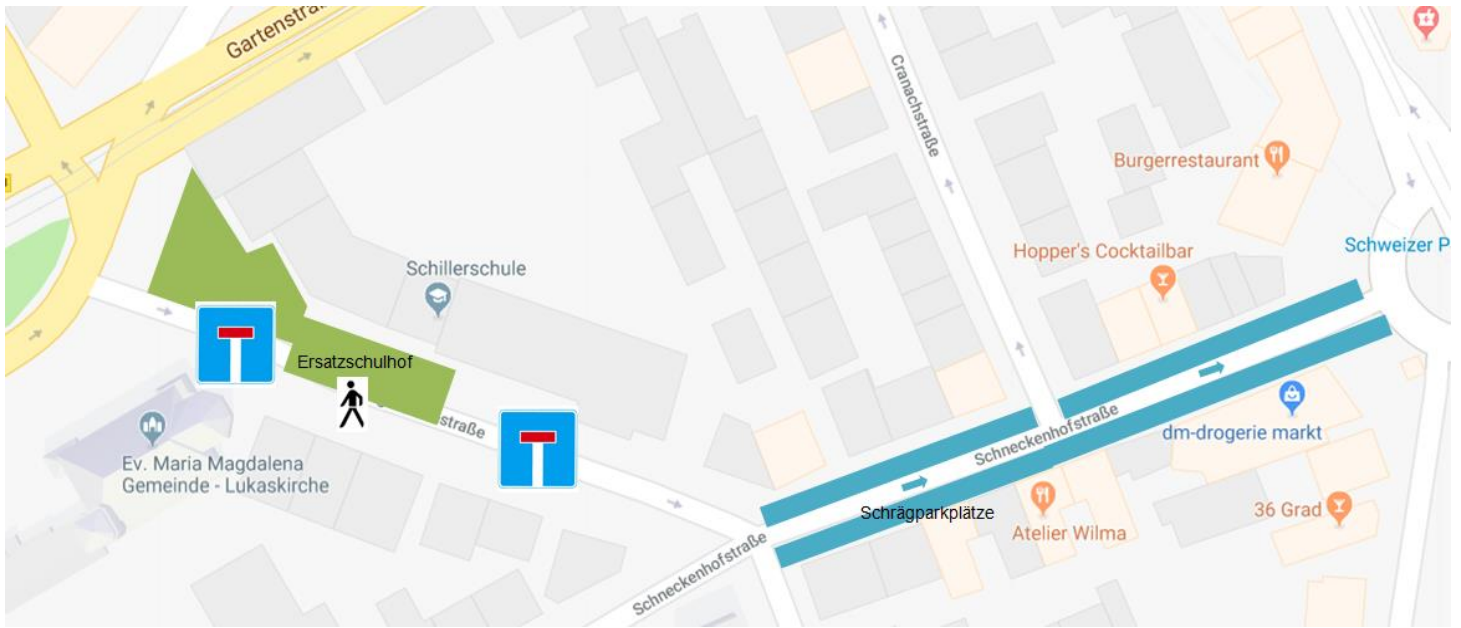 Gartenstraß
Cranachstraße
Burgerrestaurant
Hopper's Cocktailbar
Schweizer P
Schillerschule
Ersatzschulhof
straße
Ev. Maria Magdalena
Gemeinde - Lukaskirche
Schneckenhofstraße
dm-drogerie markt
Schrägparkplätze
Atelier Wilma
36 Grad
Schneckenhofstraße